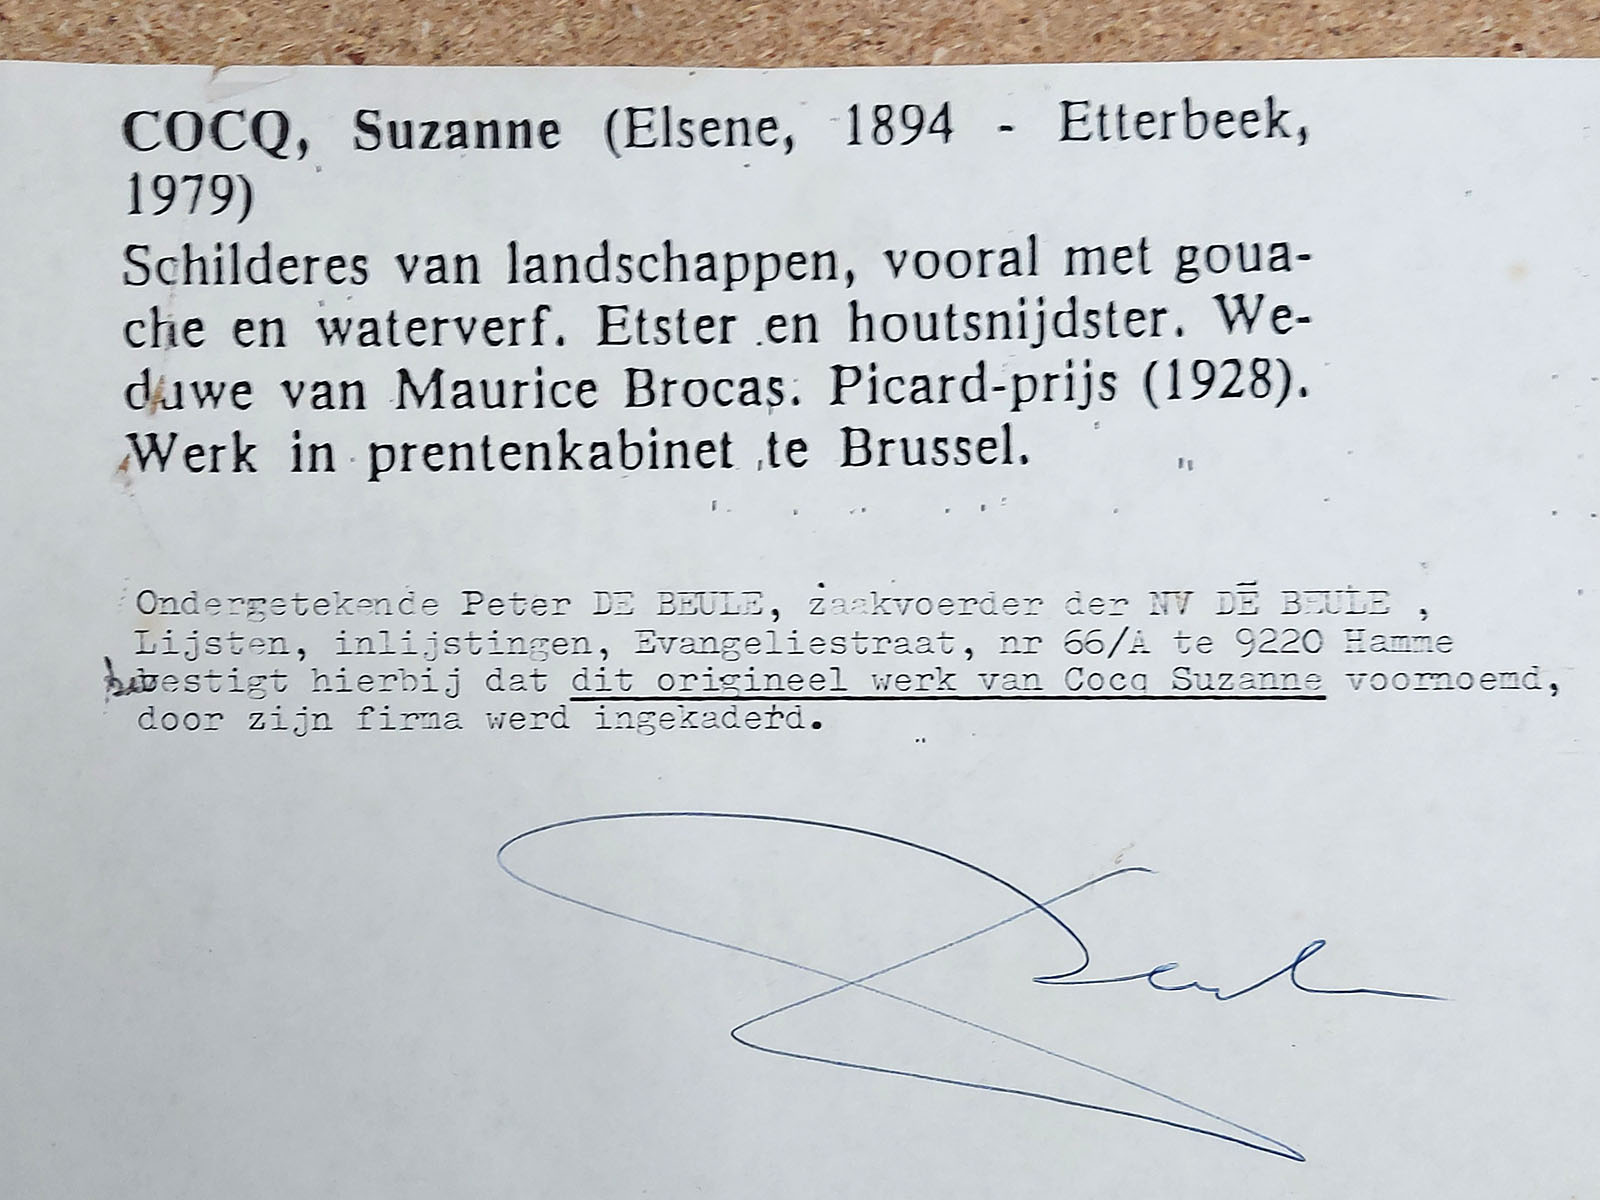 COCQ, Suzanne (Elsene, 1894 - Etterbeek,
1979)
Schilderes van landschappen, vooral met goua-
che en waterverf. Etster en houtsnijdster. We-
duwe van Maurice Brocas. Picard-prijs (1928).
Werk in prentenkabinet te Brussel.
Ondergetekende Peter DE BEULE, zaakvoerder der NV DE BEULE ,
Lijsten, inlijstingen, Evangeliestraat, nr 66/A te 9220 Hamme
bevestigt hierbij dat dit origineel werk van Cocq Suzanne voornoemd,
door zijn firma werd ingekaderd.